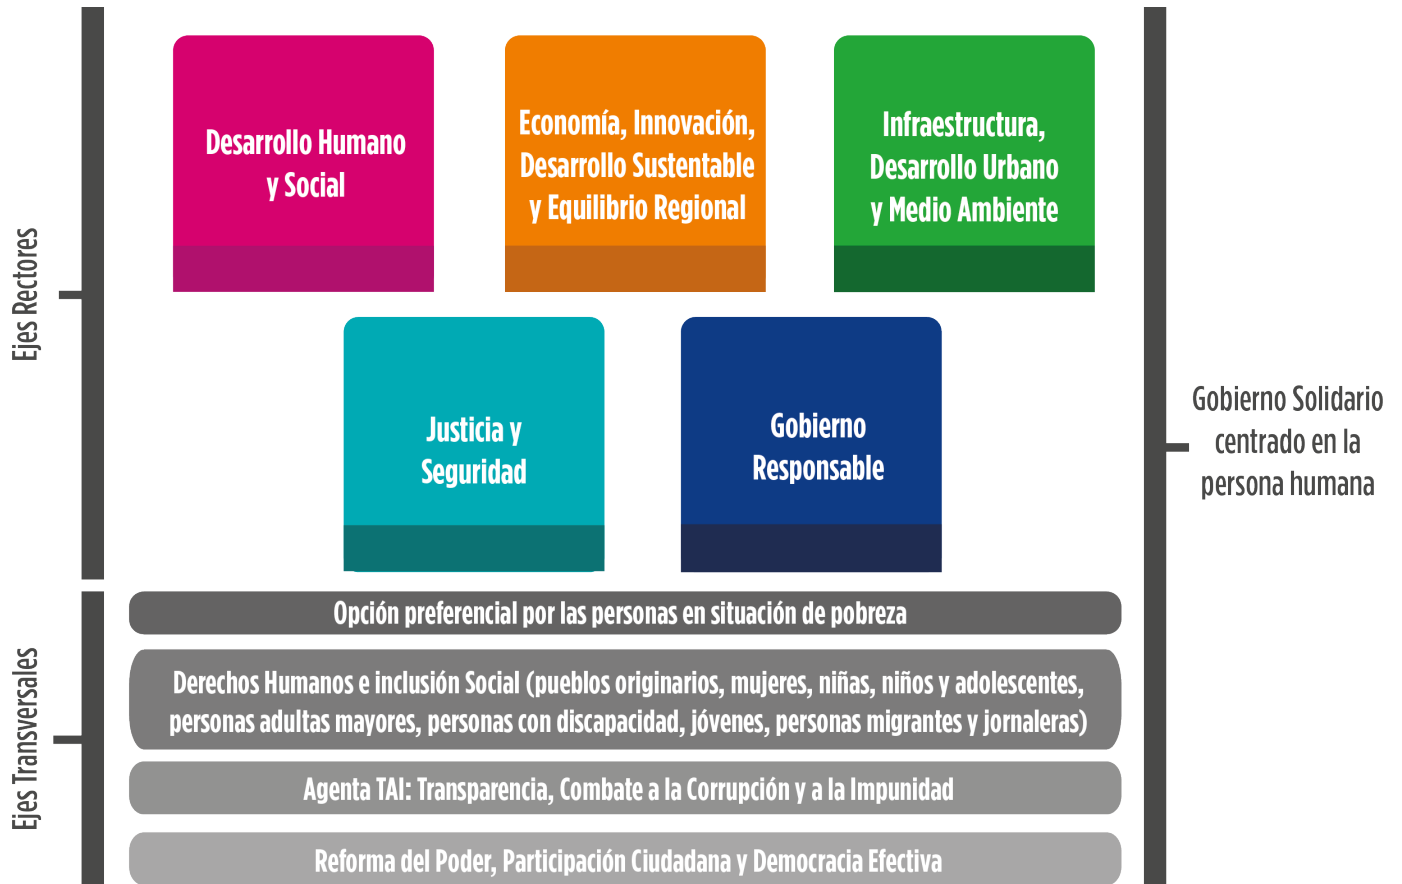 Ejes Rectores
Desarrollo Humano
y Social
Economía, Innovación,
Desarrollo Sustentable
y Equilibrio Regional
Infraestructura,
Desarrollo Urbano
y Medio Ambiente
Justicia y
Seguridad
Gobierno
Responsable
Gobierno Solidario
centrado en la
persona humana
Ejes Transversales
Opción preferencial por las personas en situación de pobreza
Derechos Humanos e inclusión Social (pueblos originarios, mujeres, niñas, niños y adolescentes,
personas adultas mayores, personas con discapacidad, jóvenes, personas migrantes y jornaleras)
Agenta TAI: Transparencia, Combate a la Corrupción y a la Impunidad
Reforma del Poder, Participación Ciudadana y Democracia Efectiva